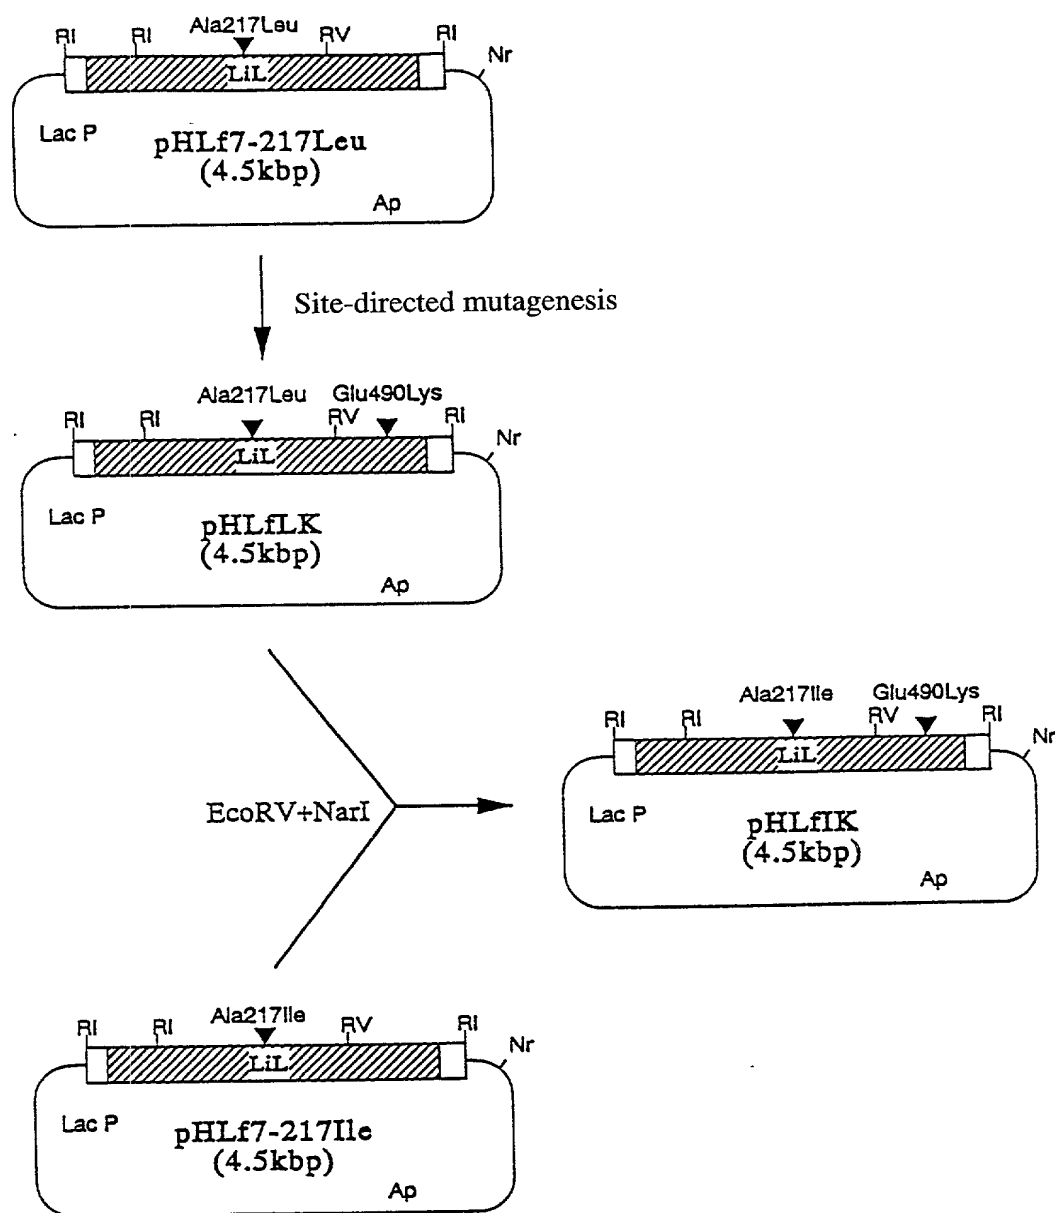 Ala217Leu
RI RI RV RI
Nr
LiL
Lac P
pHLf7-217Leu
(4.5kbp)
Ap
Site-directed mutagenesis
Ala217Leu Glu490Lys
RI RI RV RI
Nr
LiL
Lac P
pHLfLK
(4.5kbp)
Ap
EcoRV+NarI
Ala217Ile Glu490Lys
RI RI RV RI
Nr
LiL
Lac P
pHLfIK
(4.5kbp)
Ap
Ala217Ile
RI RI RV RI
Nr
LiL
Lac P
pHLf7-217Ile
(4.5kbp)
Ap